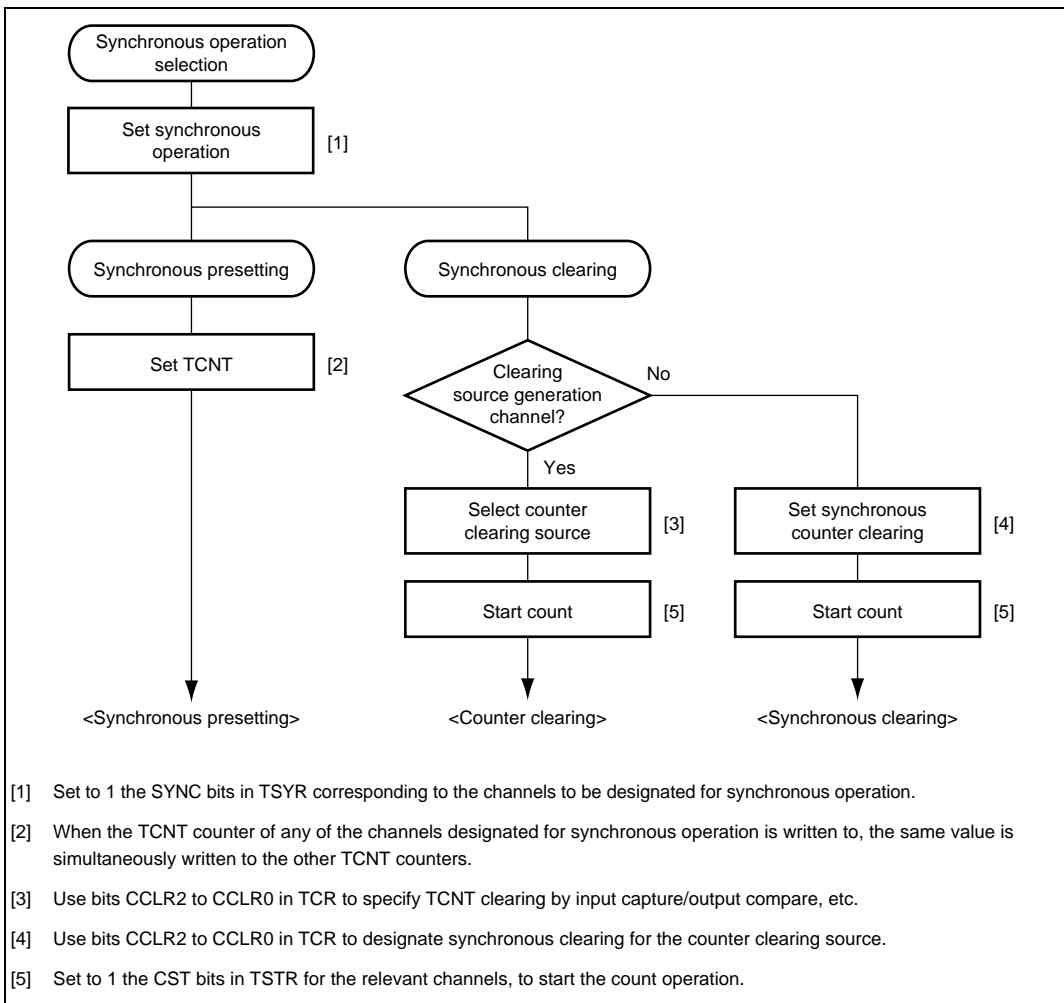 Synchronous operation
selection
Set synchronous
operation
[1]
Synchronous presetting
Synchronous clearing
Set TCNT
[2]
Clearing
source generation
channel?
No
Yes
Select counter
clearing source
[3]
Set synchronous
counter clearing
[4]
Start count
[5]
Start count
[5]
<Synchronous presetting>
<Counter clearing>
<Synchronous clearing>
[1] Set to 1 the SYNC bits in TSYR corresponding to the channels to be designated for synchronous operation.
[2] When the TCNT counter of any of the channels designated for synchronous operation is written to, the same value is
simultaneously written to the other TCNT counters.
[3] Use bits CCLR2 to CCLR0 in TCR to specify TCNT clearing by input capture/output compare, etc.
[4] Use bits CCLR2 to CCLR0 in TCR to designate synchronous clearing for the counter clearing source.
[5] Set to 1 the CST bits in TSTR for the relevant channels, to start the count operation.